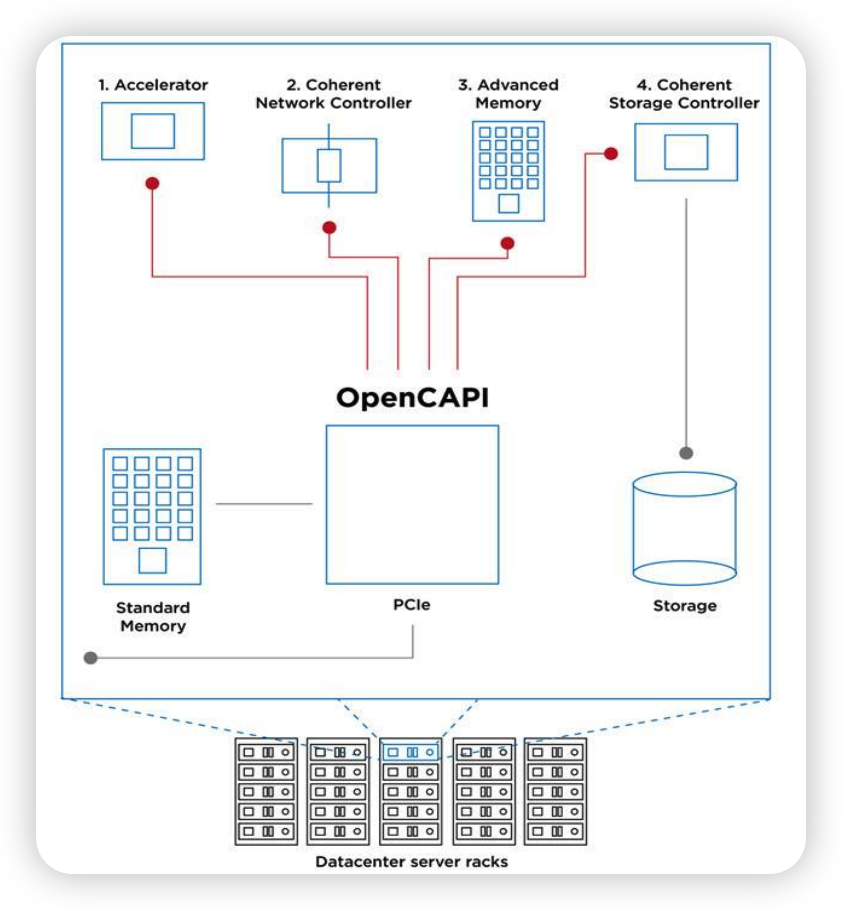 1. Accelerator
2. Coherent
Network Controller
3. Advanced
Memory
4. Coherent
Storage Controller
OpenCAPI
Standard
Memory
PCIe
Storage
Datacenter server racks